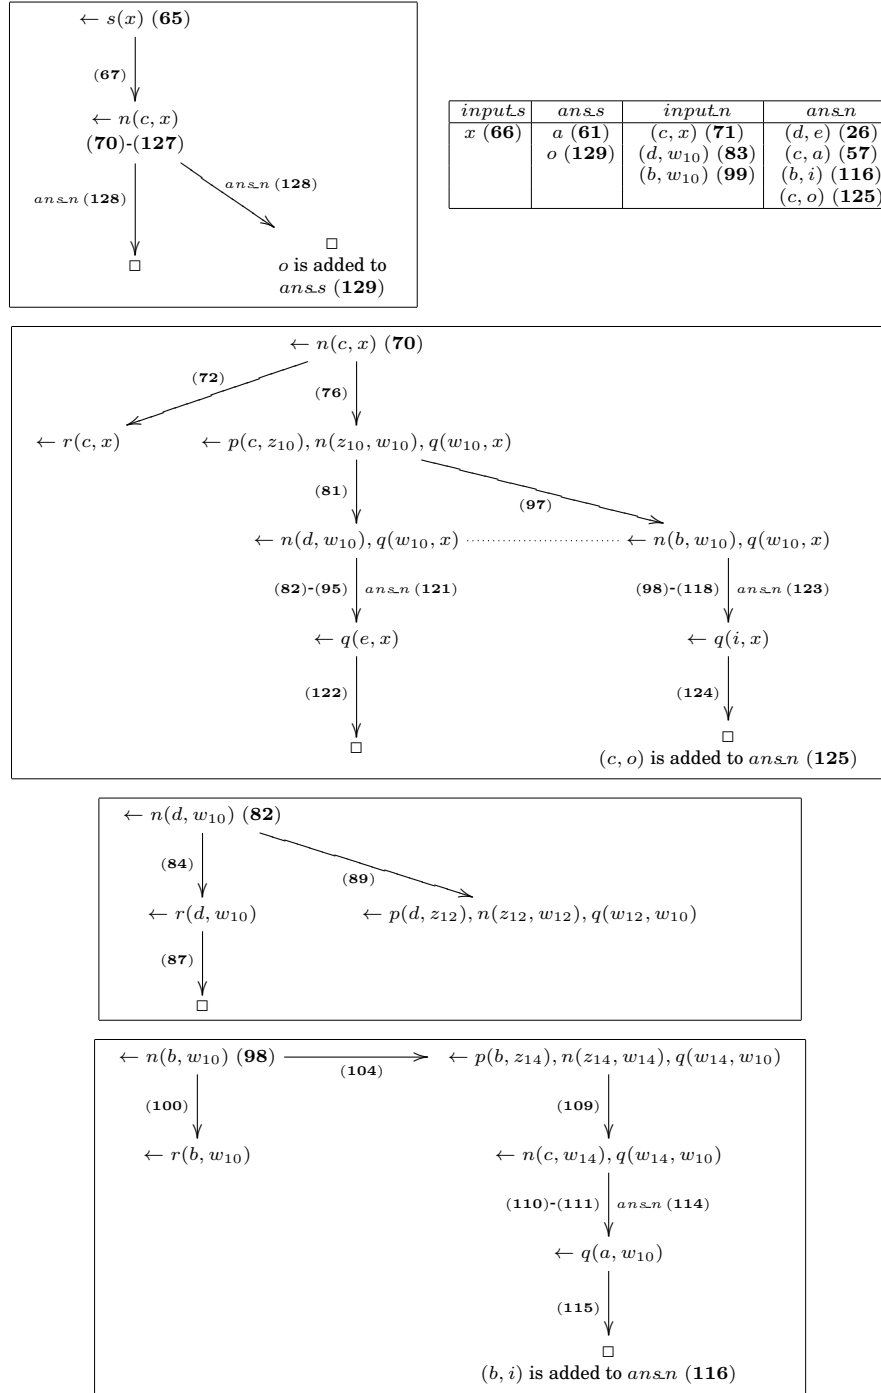 ← s(x) (65)
(67)
← n(c, x)
(70)-(127)
ans_n (128)
ans_n (128)
□
□
o is added to
ans_s (129)
input_s ans_s input_n ans_n
x (66) a (61) (c, x) (71) (d, e) (26)
o (129) (d, w10) (83) (c, a) (57)
(b, w10) (99) (b, i) (116)
(c, o) (125)
← n(c, x) (70)
(72)
(76)
← r(c, x) ← p(c, z10), n(z10, w10), q(w10, x)
(81)
(97)
← n(d, w10), q(w10, x) ← n(b, w10), q(w10, x)
(82)-(95) ans_n (121) (98)-(118) ans_n (123)
← q(e, x) ← q(i, x)
(122) (124)
□
□
(c, o) is added to ans_n (125)
← n(d, w10) (82)
(84)
(89)
← r(d, w10) ← p(d, z12), n(z12, w12), q(w12, w10)
(87)
□
← n(b, w10) (98) (104) ← p(b, z14), n(z14, w14), q(w14, w10)
(100) (109)
← r(b, w10) ← n(c, w14), q(w14, w10)
(110)-(111) ans_n (114)
← q(a, w10)
(115)
□
(b, i) is added to ans_n (116)